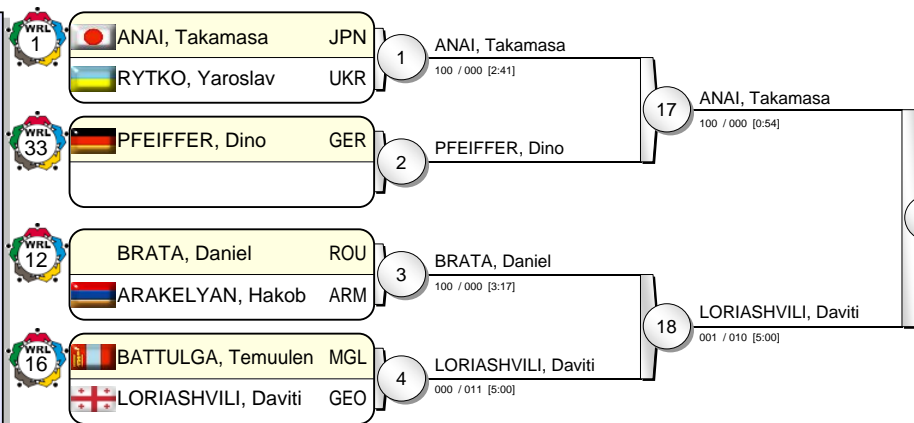 WRL
1
ANAI, Takamasa JPN
RYTKO, Yaroslav UKR
1
ANAI, Takamasa
100 / 000 [2:41]
WRL
33
PFEIFFER, Dino GER
2
PFEIFFER, Dino
17
ANAI, Takamasa
100 / 000 [0:54]
WRL
12
BRATA, Daniel ROU
ARAKELYAN, Hakob ARM
3
BRATA, Daniel
100 / 000 [3:17]
WRL
16
BATTULGA, Temuulen MGL
LORIASHVILI, Daviti GEO
4
LORIASHVILI, Daviti
000 / 011 [5:00]
18
LORIASHVILI, Daviti
001 / 010 [5:00]